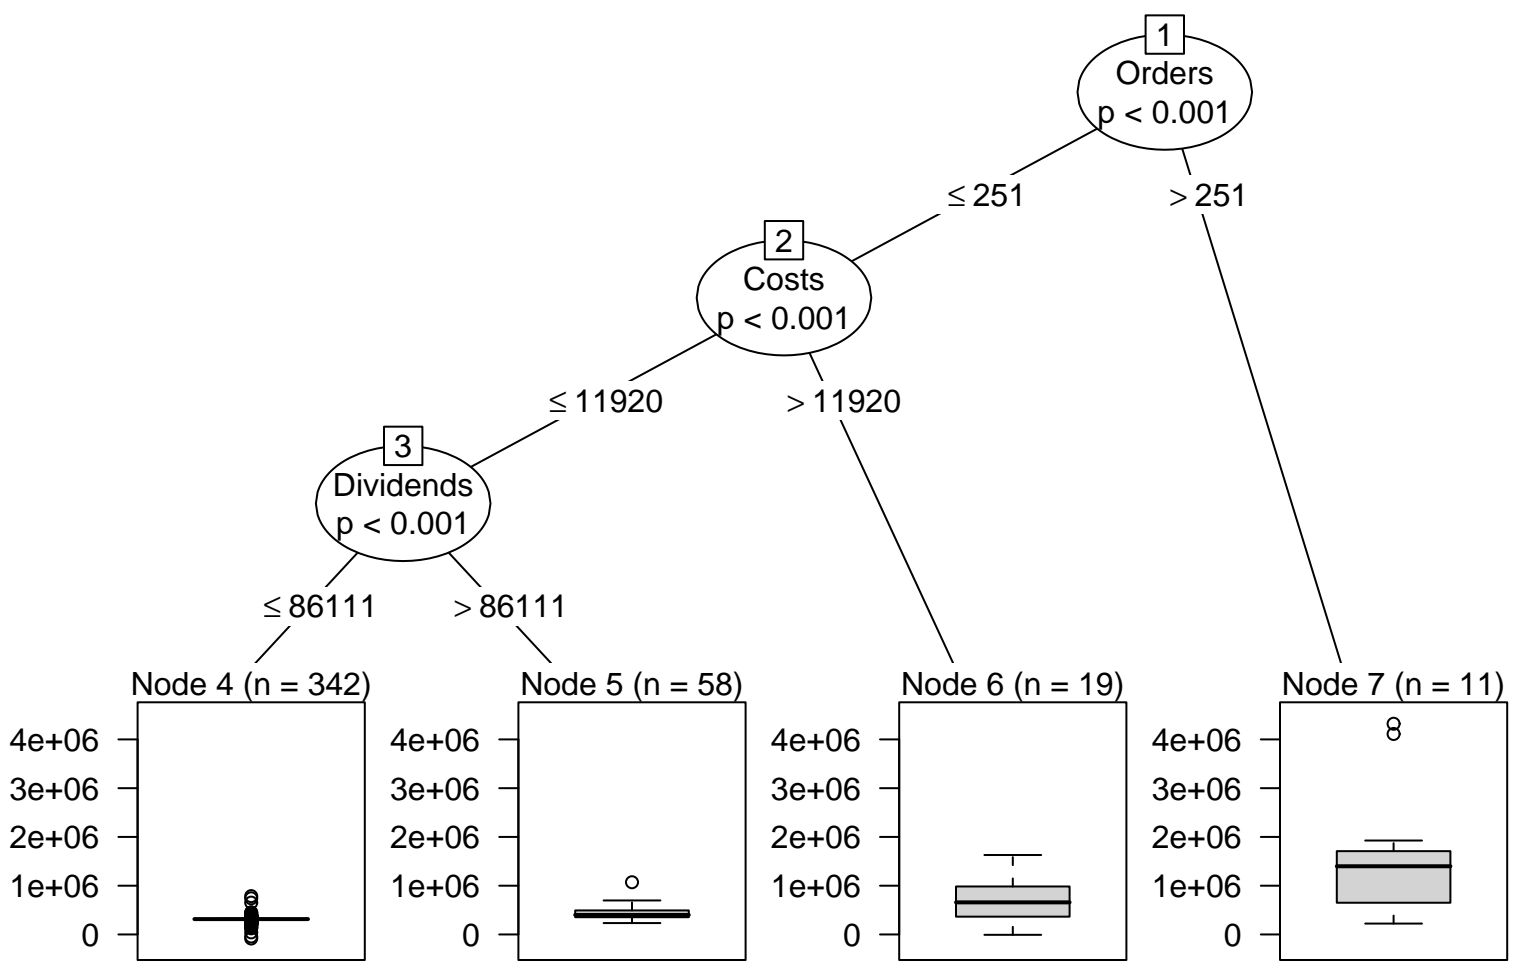 1
Orders
p < 0.001
≤ 251
> 251
2
Costs
p < 0.001
≤ 11920
> 11920
3
Dividends
p < 0.001
≤ 86111
> 86111
Node 4 (n = 342)
4e+06
3e+06
2e+06
1e+06
0
Node 5 (n = 58)
4e+06
3e+06
2e+06
1e+06
0
Node 6 (n = 19)
4e+06
3e+06
2e+06
1e+06
0
Node 7 (n = 11)
4e+06
3e+06
2e+06
1e+06
0